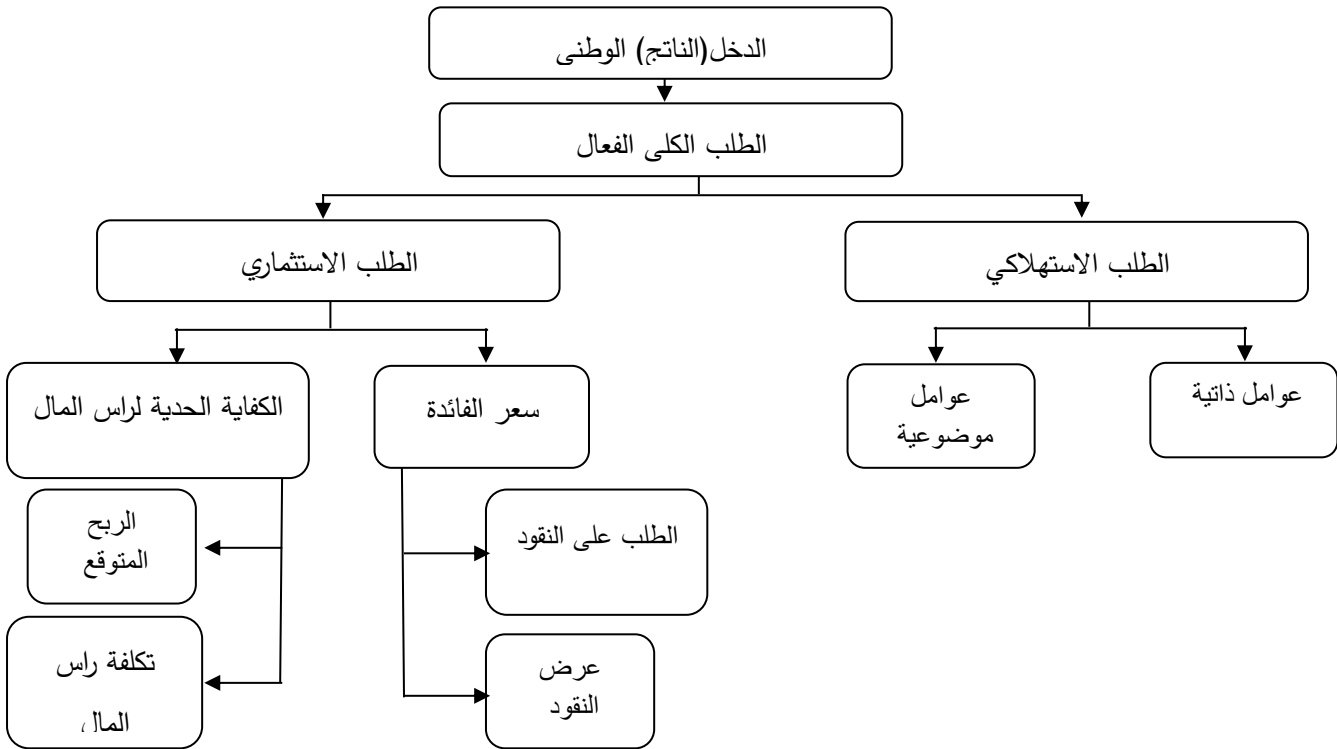 الدخل(الناتج) الوطنى
الطلب الكلى الفعال
الطلب الاستهلاكي
الطلب الاستثماري
عوامل ذاتية
عوامل
موضوعية
سعر الفائدة
الكفاية الحدية لراس المال
الطلب على النقود
عرض
النقود
الربح
المتوقع
تكلفة راس
المال